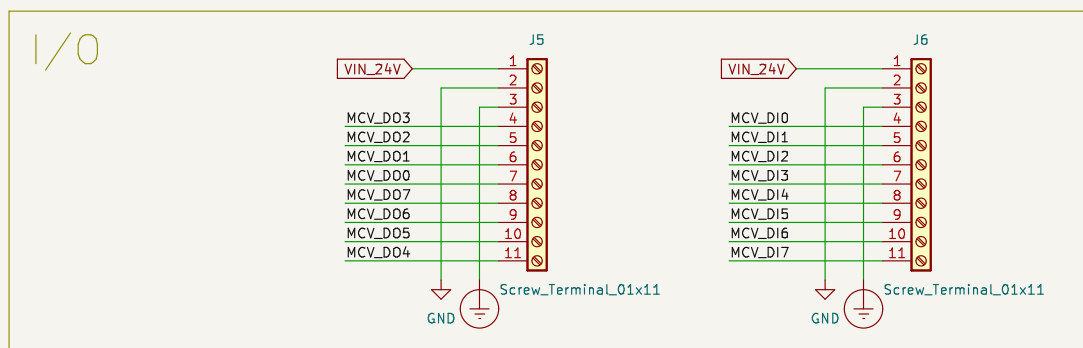 I/O
J5
VIN_24V
1
2
3
MCV_DO3 4
MCV_DO2 5
MCV_DO1 6
MCV_DO0 7
MCV_DO7 8
MCV_DO6 9
MCV_DO5 10
MCV_DO4 11
Screw_Terminal_01x11
GND
J6
VIN_24V
1
2
3
MCV_DI0 4
MCV_DI1 5
MCV_DI2 6
MCV_DI3 7
MCV_DI4 8
MCV_DI5 9
MCV_DI6 10
MCV_DI7 11
Screw_Terminal_01x11
GND